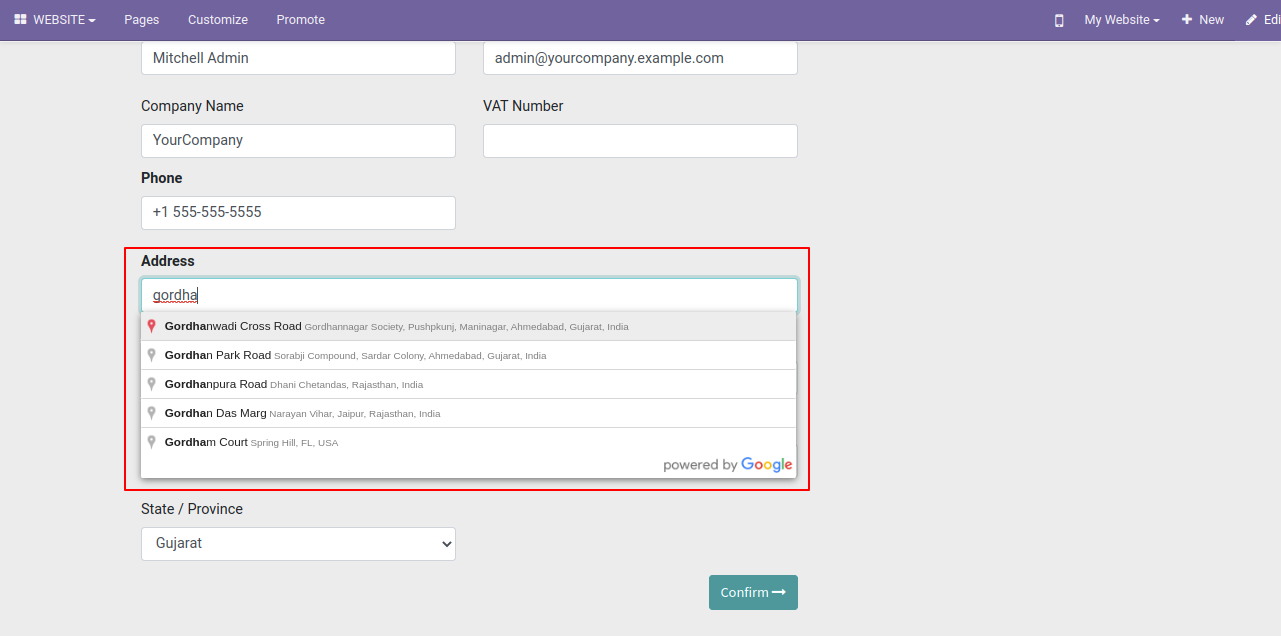 WEBSITE Pages Customize Promote My Website New Edi
Mitchell Admin admin@yourcompany.example.com
Company Name VAT Number
YourCompany
Phone
+1 555-555-5555
Address
gordha
Gordhanwadi Cross Road Gordhannagar Society, Pushpkunj, Maninagar, Ahmedabad, Gujarat, India
Gordhan Park Road Sorabji Compound, Sardar Colony, Ahmedabad, Gujarat, India
Gordhanpura Road Dhani Chetandas, Rajasthan, India
Gordhan Das Marg Narayan Vihar, Jaipur, Rajasthan, India
Gordham Court Spring Hill, FL, USA
powered by Google
State / Province
Gujarat
Confirm